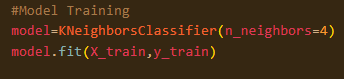 #Model Training
model=KNeighborsClassifier(n_neighbors=4)
model.fit(X_train,y_train)